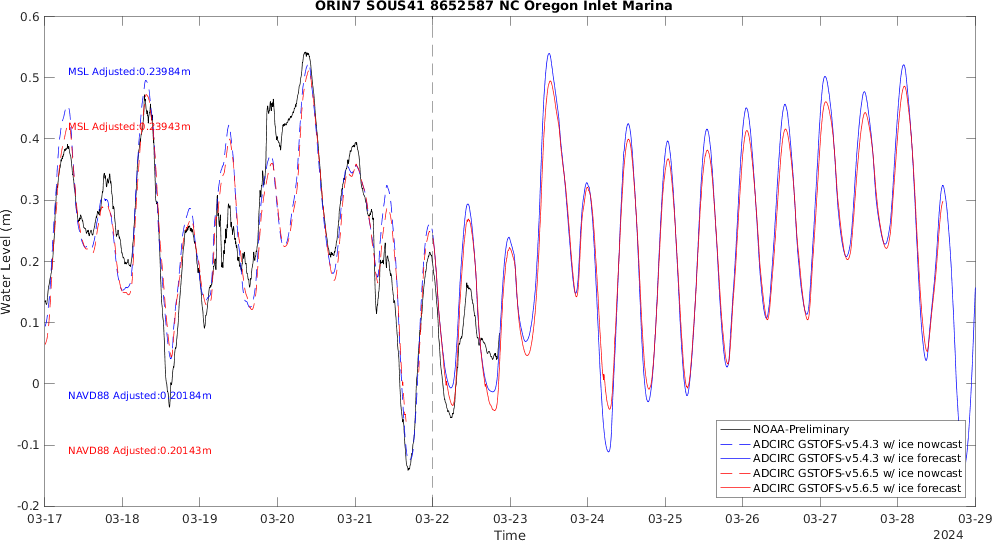 ORIN7 SOUS41 8652587 NC Oregon Inlet Marina
0.6
0.5
0.4
0.3
0.2
0.1
0
-0.1
-0.2
Water Level (m)
MSL Adjusted:0.23984m
MSL Adjusted:0.23943m
NAVD88 Adjusted:0.20184m
NAVD88 Adjusted:0.20143m
NOAA-Preliminary
ADCIRC GSTOFS-v5.4.3 w/ ice nowcast
ADCIRC GSTOFS-v5.4.3 w/ ice forecast
ADCIRC GSTOFS-v5.6.5 w/ ice nowcast
ADCIRC GSTOFS-v5.6.5 w/ ice forecast
03-17 03-18 03-19 03-20 03-21 03-22 03-23 03-24 03-25 03-26 03-27 03-28 03-29
Time
2024